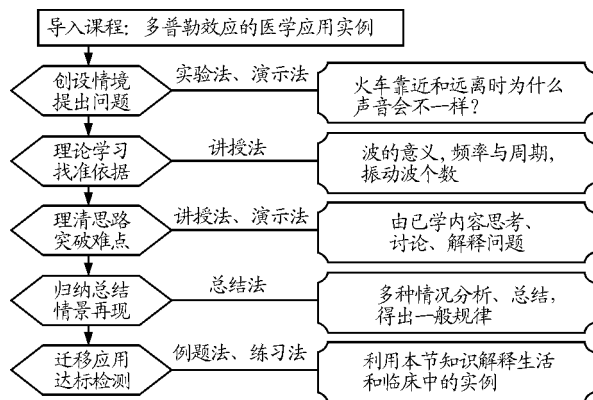 导入课程：多普勒效应的医学应用实例
创设情境
提出问题
实验法、演示法
火车靠近和远离时为什么
声音会不一样？
理论学习
找准依据
讲授法
波的意义，频率与周期，
振动波个数
理清思路
突破难点
讲授法、演示法
由已学内容思考、
讨论、解释问题
归纳总结
情景再现
总结法
多种情况分析、总结，
得出一般规律
迁移应用
达标检测
例题法、练习法
利用本节知识解释生活
和临床中的实例